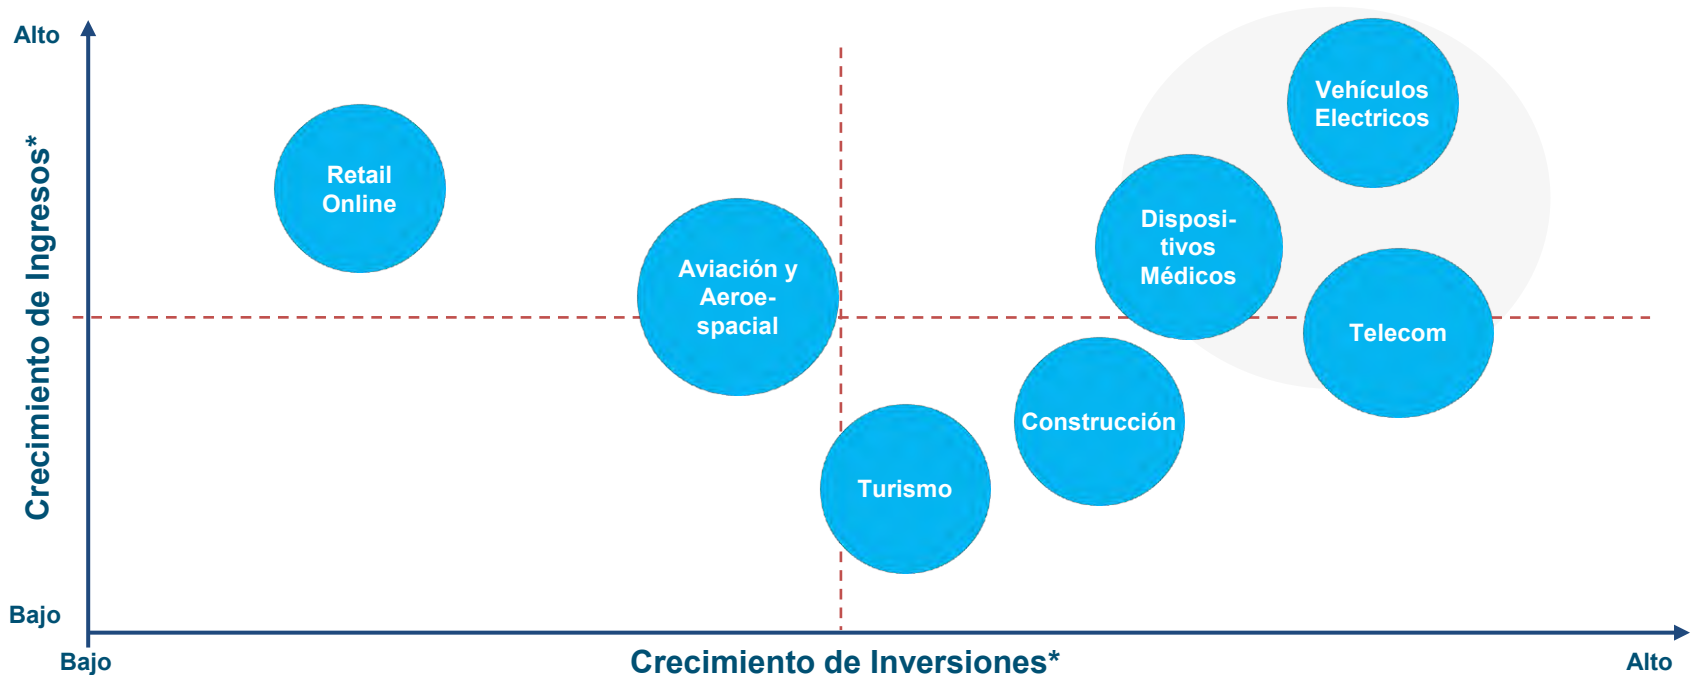 Alto
Crecimiento de Ingresos*
Bajo
Retail
Online
Aviación y
Aeroe-
spacial
Turismo
Construcción
Disposi-
tivos
Médicos
Vehículos
Electricos
Telecom
Bajo
Crecimiento de Inversiones*
Alto